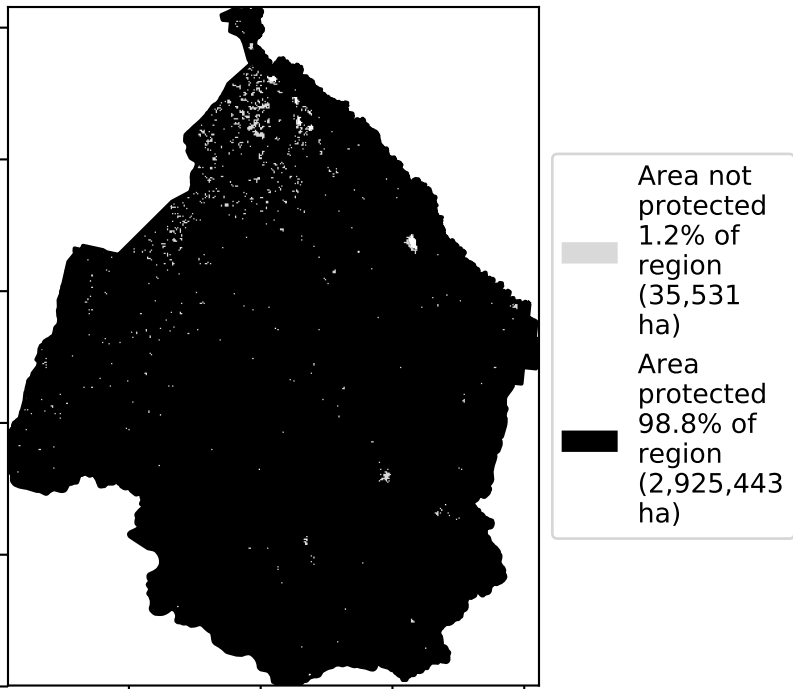 Area not
protected
1.2% of
region
(35,531
ha)
Area
protected
98.8% of
region
(2,925,443
ha)